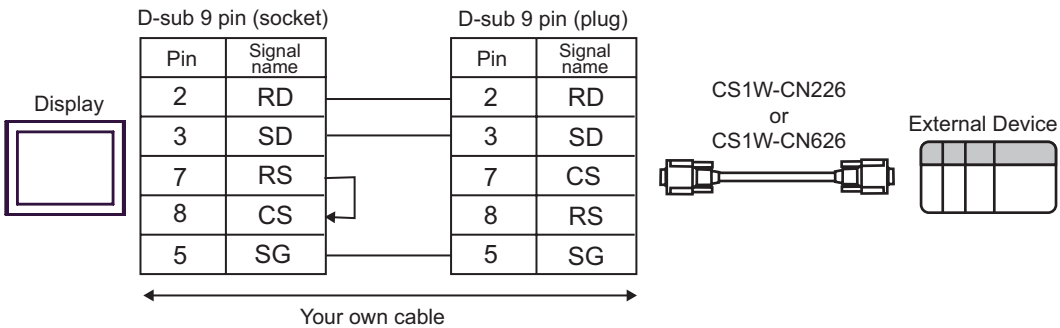 D-sub 9 pin (socket)
D-sub 9 pin (plug)
Pin Signal name
Pin Signal name
Display
2 RD
2 RD
3 SD
3 SD
7 RS
7 CS
8 CS
8 RS
5 SG
5 SG
CS1W-CN226
or
CS1W-CN626
External Device
Your own cable